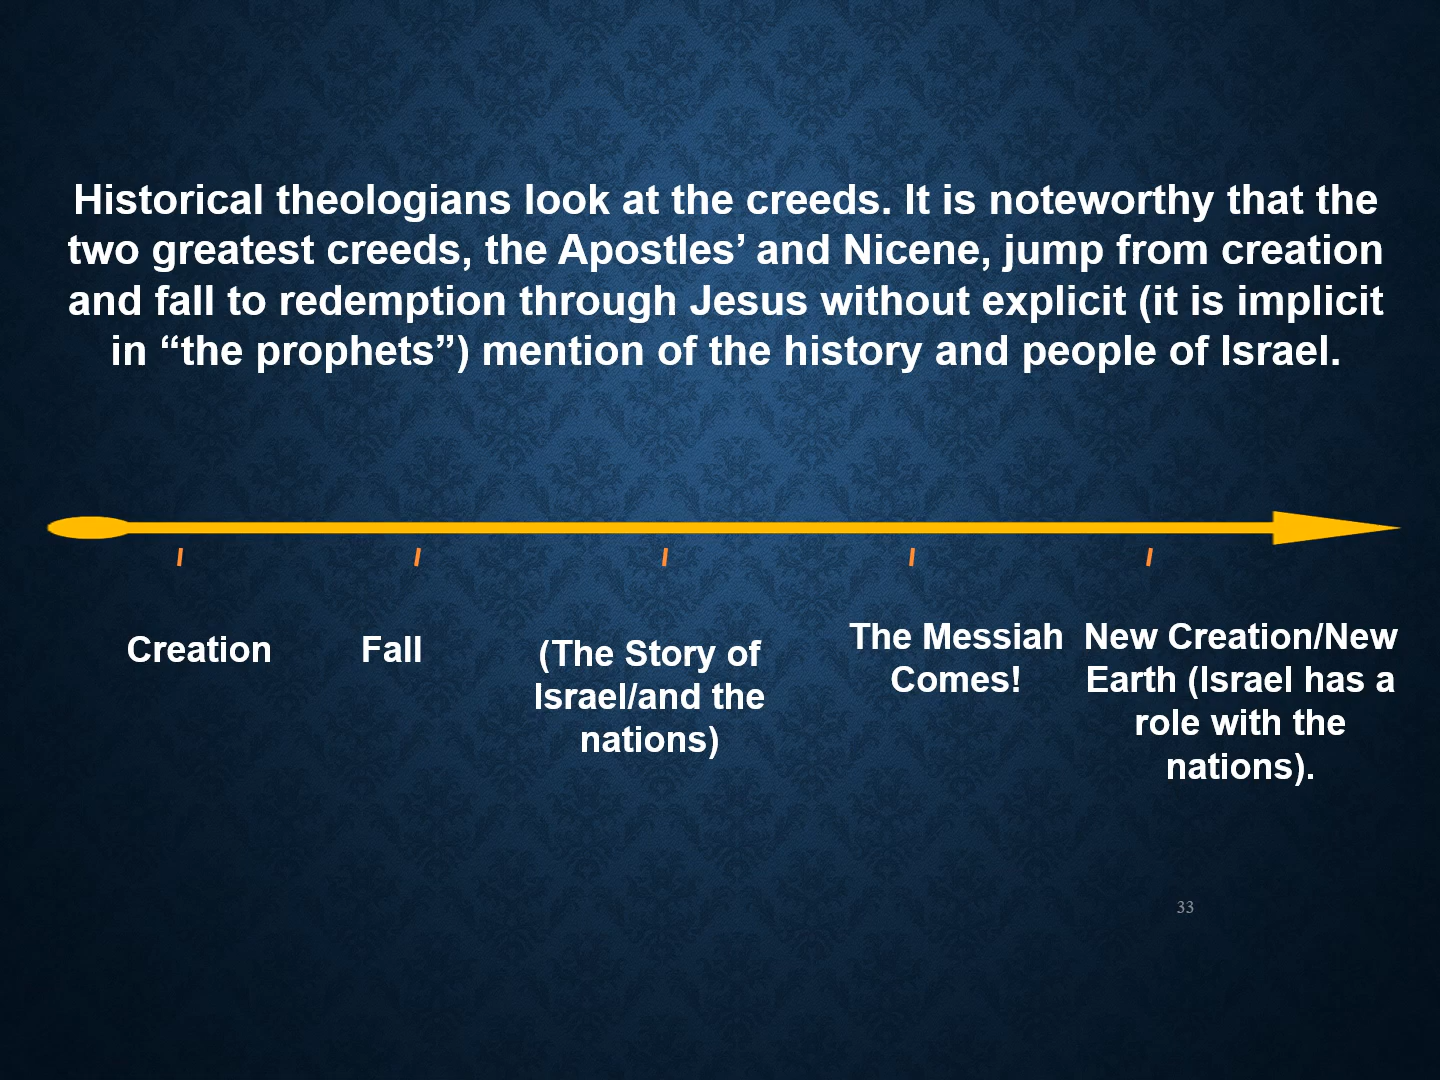 Historical theologians look at the creeds. It is noteworthy that the
two greatest creeds, the Apostles’ and Nicene, jump from creation
and fall to redemption through Jesus without explicit (it is implicit
in “the prophets”) mention of the history and people of Israel.
Creation
Fall
(The Story of
Israel/and the
nations)
The Messiah
Comes!
New Creation/New
Earth (Israel has a
role with the
nations).
33